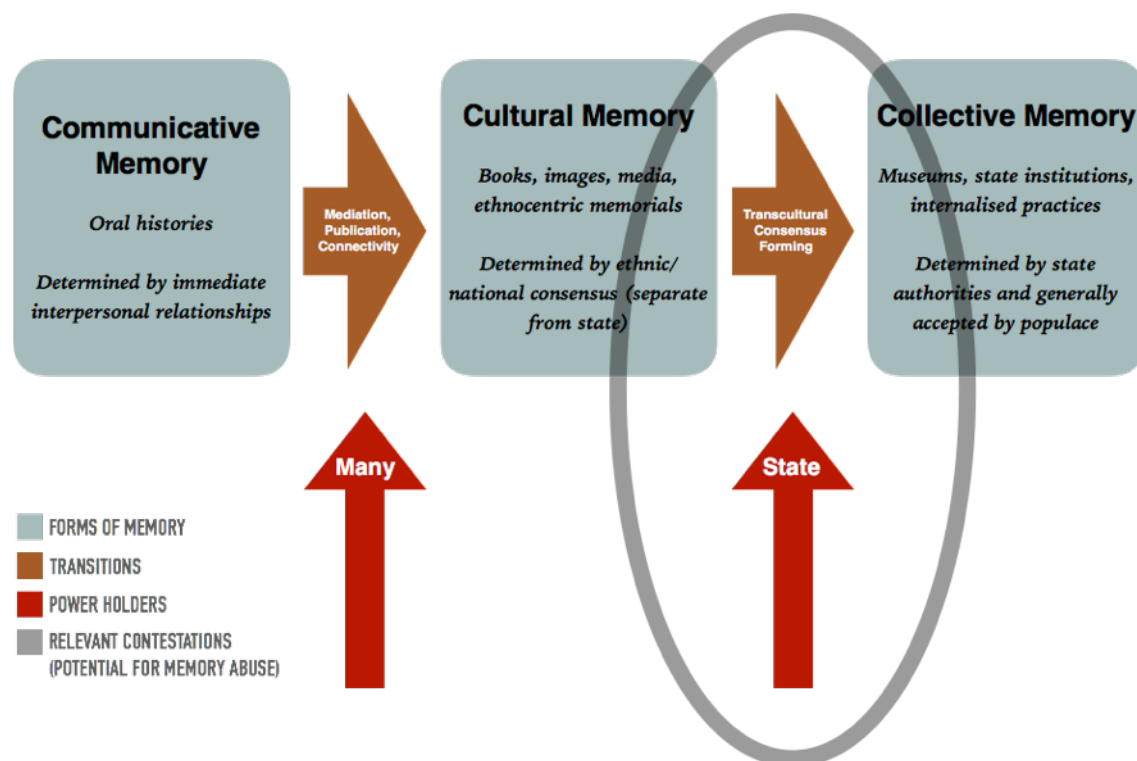 Communicative
Memory
Oral histories
Determined by immediate
interpersonal relationships
Mediation,
Publication,
Connectivity
Cultural Memory
Books, images, media,
ethnocentric memorials
Determined by ethnic/
national consensus (separate
from state)
Transcultural
Consensus
Forming
Collective Memory
Museums, state institutions,
internalised practices
Determined by state
authorities and generally
accepted by populace
Many
State
FORMS OF MEMORY
TRANSITIONS
POWER HOLDERS
RELEVANT CONTESTATIONS
(POTENTIAL FOR MEMORY ABUSE)